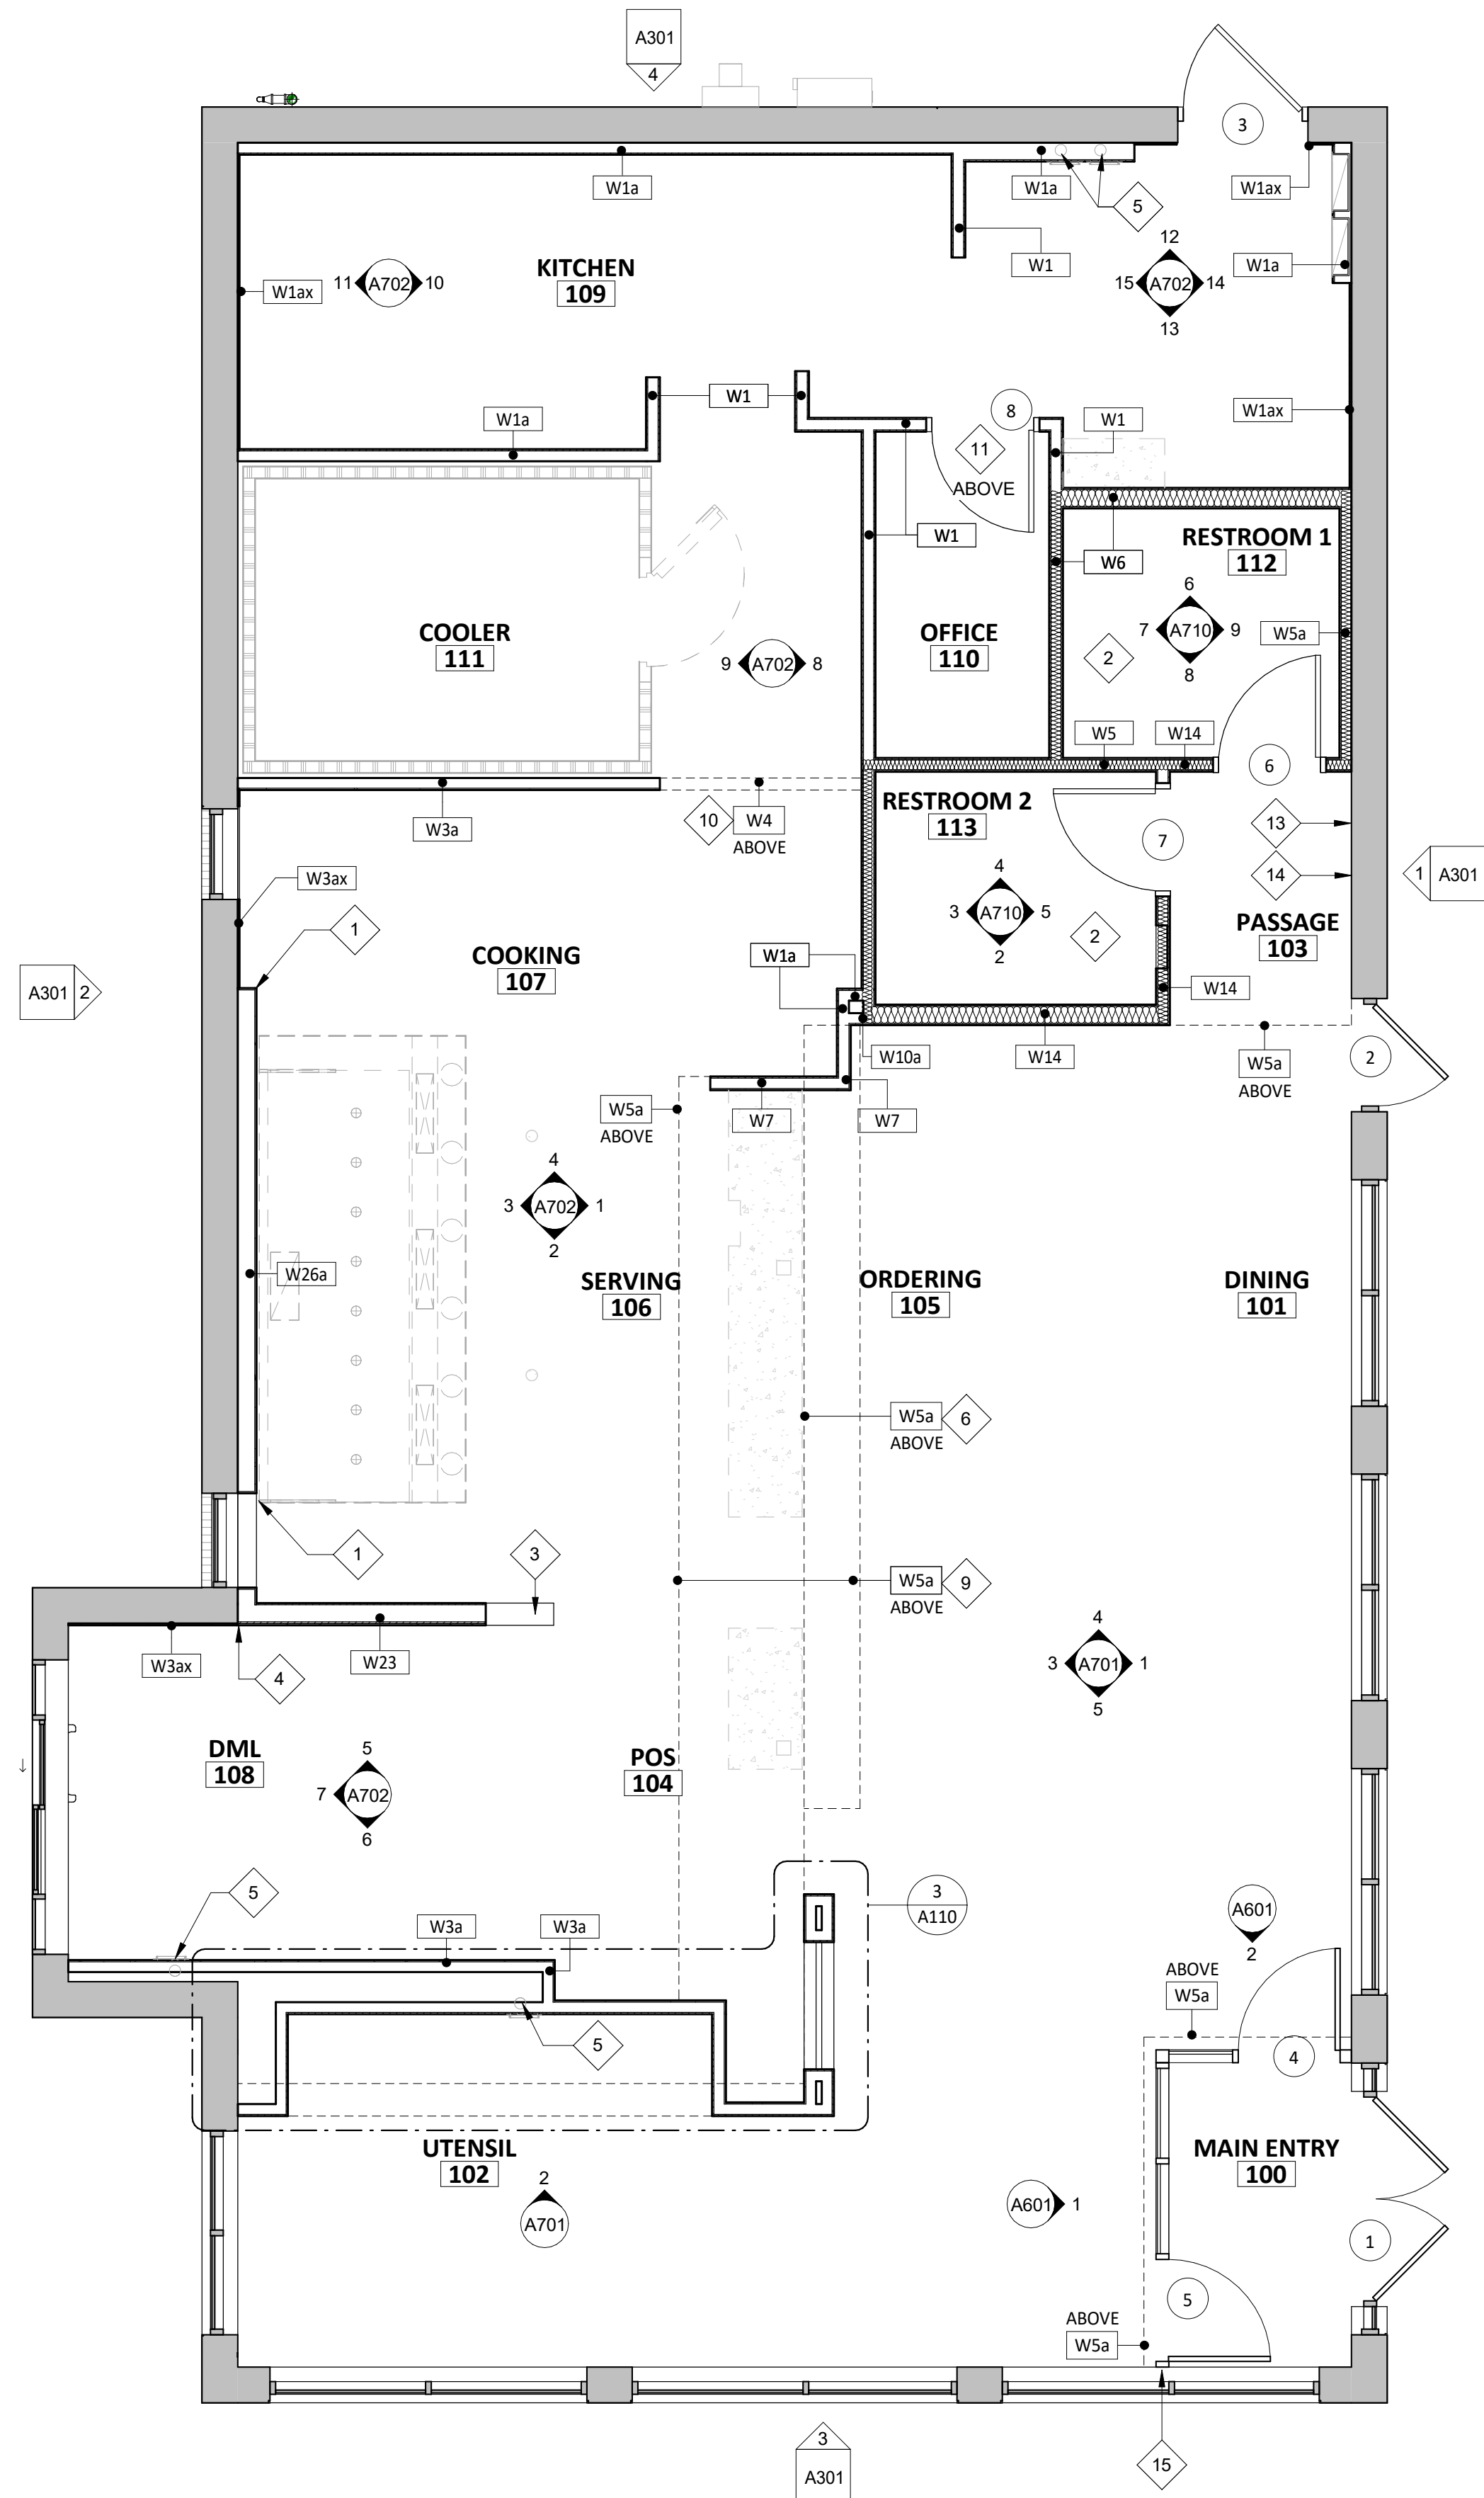 A301
4
3
W1a
W1a
5
W1ax
W1
12
15 A702 14
13
W1a
KITCHEN
109
W1ax
11 A702 10
W1
W1a
8
W1
W1ax
11
ABOVE
W1
W6
RESTROOM 1
112
6
7 A710 9
8
W5a
2
COOLER
111
OFFICE
110
9 A702 8
W5
W14
6
W3a
10
W4
ABOVE
RESTROOM 2
113
7
13
14
1 A301
W3ax
1
4
3 A710 5
2
2
PASSAGE
103
COOKING
107
W1a
W14
A301 2
W10a
W14
W5a
ABOVE
2
W5a
ABOVE
W7
W7
4
3 A702 1
2
W26a
SERVING
106
ORDERING
105
DINING
101
W5a
ABOVE
6
1
3
W5a
ABOVE
9
W3ax
W23
4
4
3 A701 1
5
DML
108
5
7 A702
6
POS
104
5
W3a
W3a
3
A110
A601
2
ABOVE
W5a
5
4
UTENSIL
102
MAIN ENTRY
100
2
A701
A601 1
1
5
ABOVE
W5a
3
A301
15